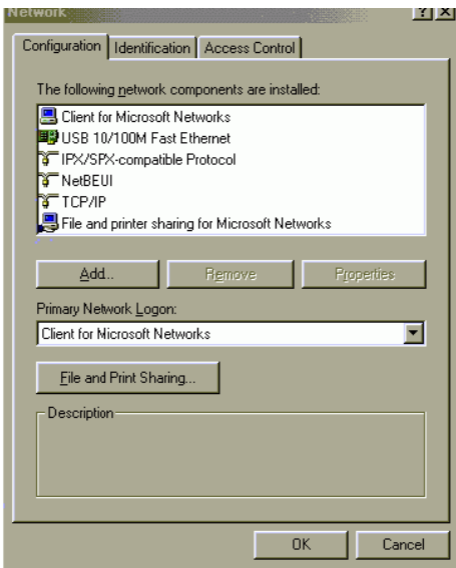 Network
Configuration Identification Access Control
The following network components are installed:
Client for Microsoft Networks
USB 10/100M Fast Ethernet
IPX/SPX-compatible Protocol
NetBEUI
TCP/IP
File and printer sharing for Microsoft Networks
Add... Remove Properties
Primary Network Logon:
Client for Microsoft Networks
File and Print Sharing...
Description
OK Cancel